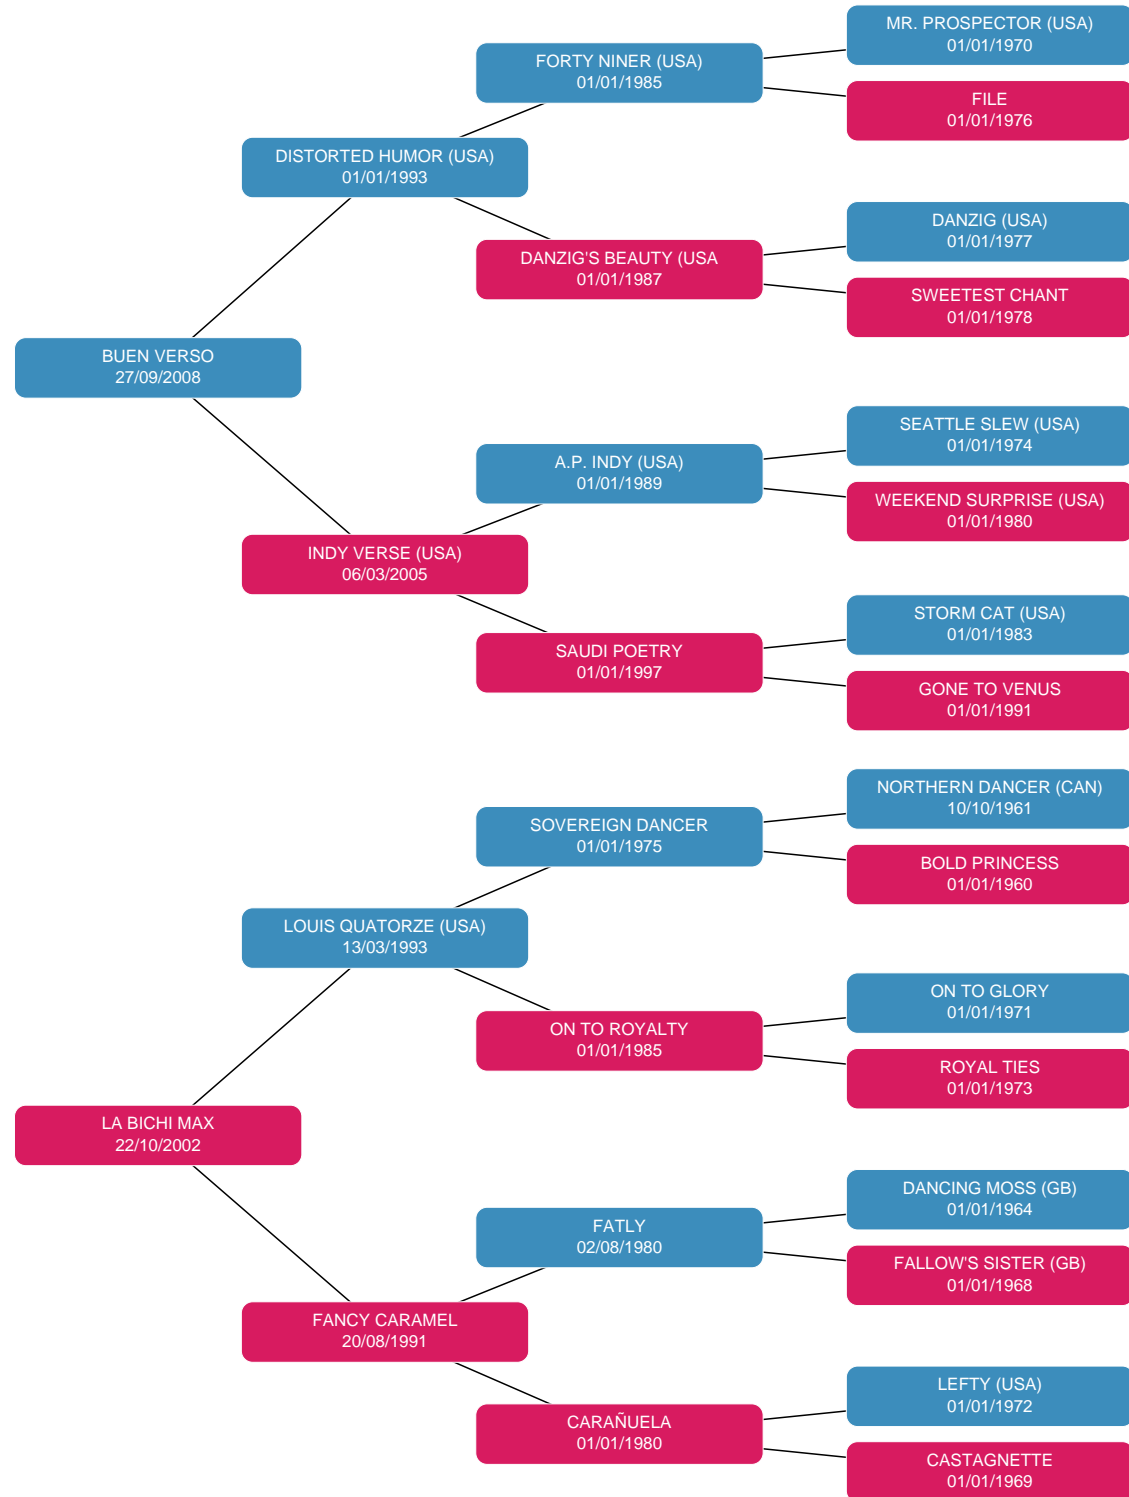 MR. PROSPECTOR (USA)
01/01/1970
FORTY NINER (USA)
01/01/1985
FILE
01/01/1976
DISTORTED HUMOR (USA)
01/01/1993
DANZIG (USA)
01/01/1977
DANZIG'S BEAUTY (USA
01/01/1987
SWEETEST CHANT
01/01/1978
BUEN VERSO
27/09/2008
SEATTLE SLEW (USA)
01/01/1974
A.P. INDY (USA)
01/01/1989
WEEKEND SURPRISE (USA)
01/01/1980
INDY VERSE (USA)
06/03/2005
STORM CAT (USA)
01/01/1983
SAUDI POETRY
01/01/1997
GONE TO VENUS
01/01/1991
NORTHERN DANCER (CAN)
10/10/1961
SOVEREIGN DANCER
01/01/1975
BOLD PRINCESS
01/01/1960
LOUIS QUATORZE (USA)
13/03/1993
ON TO GLORY
01/01/1971
ON TO ROYALTY
01/01/1985
ROYAL TIES
01/01/1973
LA BICHI MAX
22/10/2002
DANCING MOSS (GB)
01/01/1964
FATLY
02/08/1980
FALLOW'S SISTER (GB)
01/01/1968
FANCY CARAMEL
20/08/1991
LEFTY (USA)
01/01/1972
CARAÑUELA
01/01/1980
CASTAGNETTE
01/01/1969